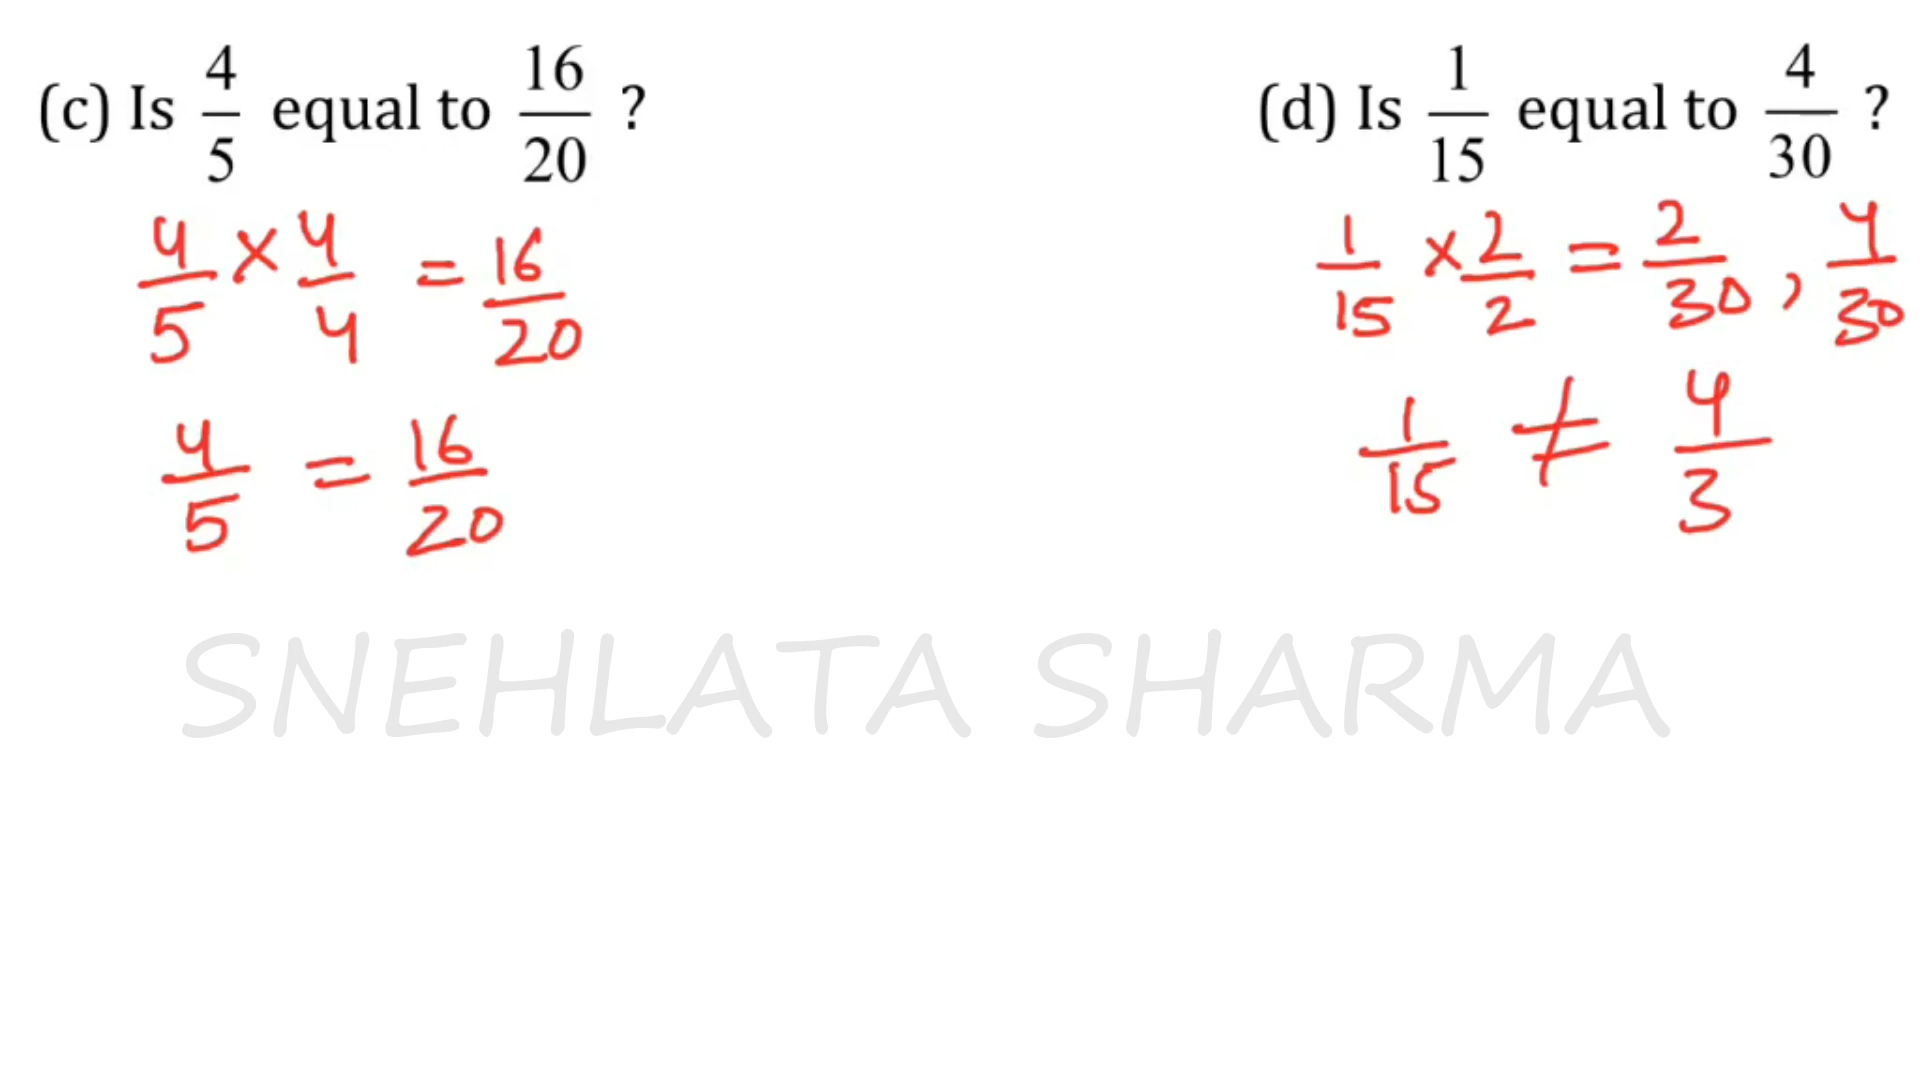 (c) Is 4/5 equal to 16/20 ?
4/5 × 4/4 = 16/20
4/5 = 16/20
(d) Is 1/15 equal to 4/30 ?
1/15 × 2/2 = 2/30 , 4/30
1/15 ≠ 4/3
SNEHLATA SHARMA